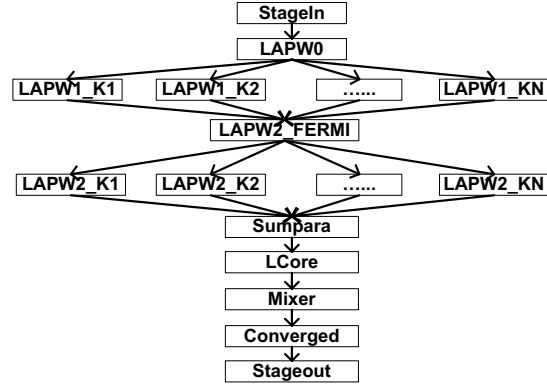 StageIn
LAPW0
LAPW1_K1 LAPW1_K2 ...... LAPW1_KN
LAPW2_FERMI
LAPW2_K1 LAPW2_K2 ...... LAPW2_KN
Sumpara
LCore
Mixer
Converged
Stageout